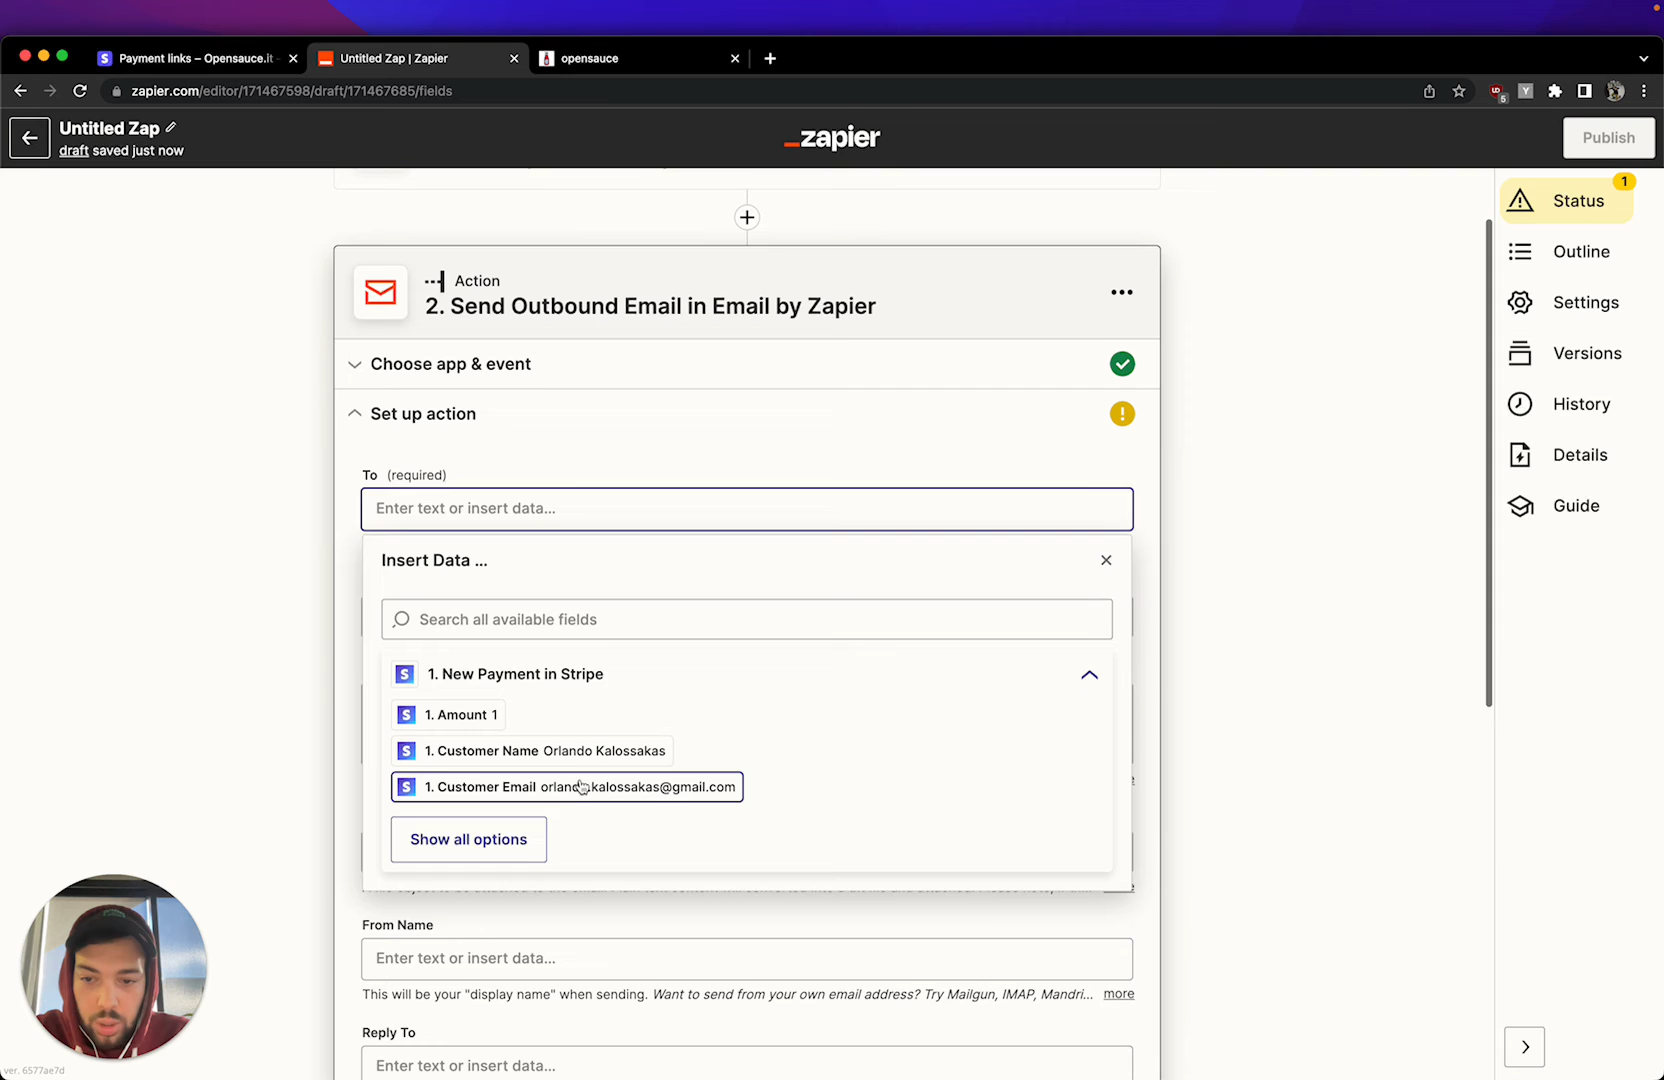 Payment links – Opensauce.it
Untitled Zap | Zapier
opensauce
zapier.com/editor/171467598/draft/171467685/fields
5
Y
Untitled Zap
draft saved just now
_zapier
Publish
1
Status
Outline
Settings
Versions
History
Details
Guide
Action
2. Send Outbound Email in Email by Zapier
Choose app & event
Set up action
To (required)
Enter text or insert data...
Insert Data ...
Search all available fields
S 1. New Payment in Stripe
S 1. Amount 1
S 1. Customer Name Orlando Kalossakas
S 1. Customer Email orlando.kalossakas@gmail.com
Show all options
From Name
Enter text or insert data...
This will be your "display name" when sending. Want to send from your own email address? Try Mailgun, IMAP, Mandri... more
Reply To
Enter text or insert data...
ver. 6577ae7d